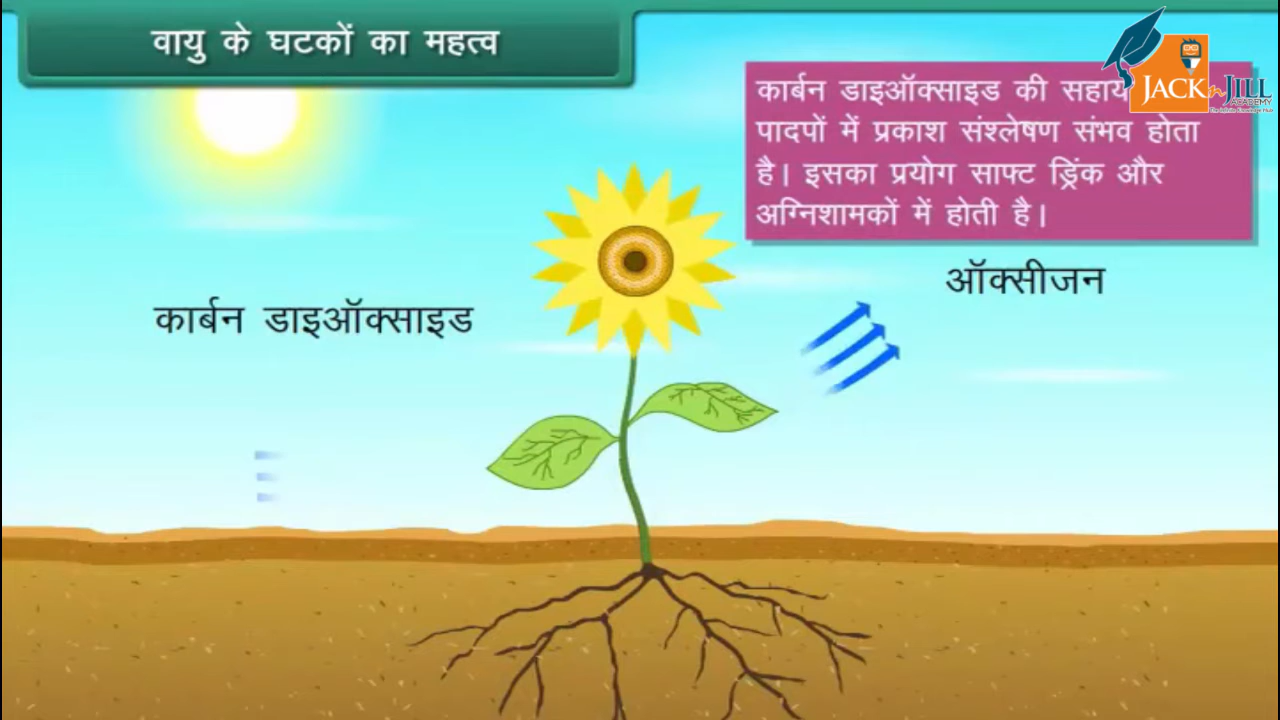 वायु के घटकों का महत्व
कार्बन डाइऑक्साइड की
पादपों में प्रकाश संश्लेषण संभव होता
है। इसका प्रयोग साफ्ट ड्रिंक और
अग्निशामकों में होती है।
JACK n JILL
ACADEMY
ऑक्सीजन
कार्बन डाइऑक्साइड